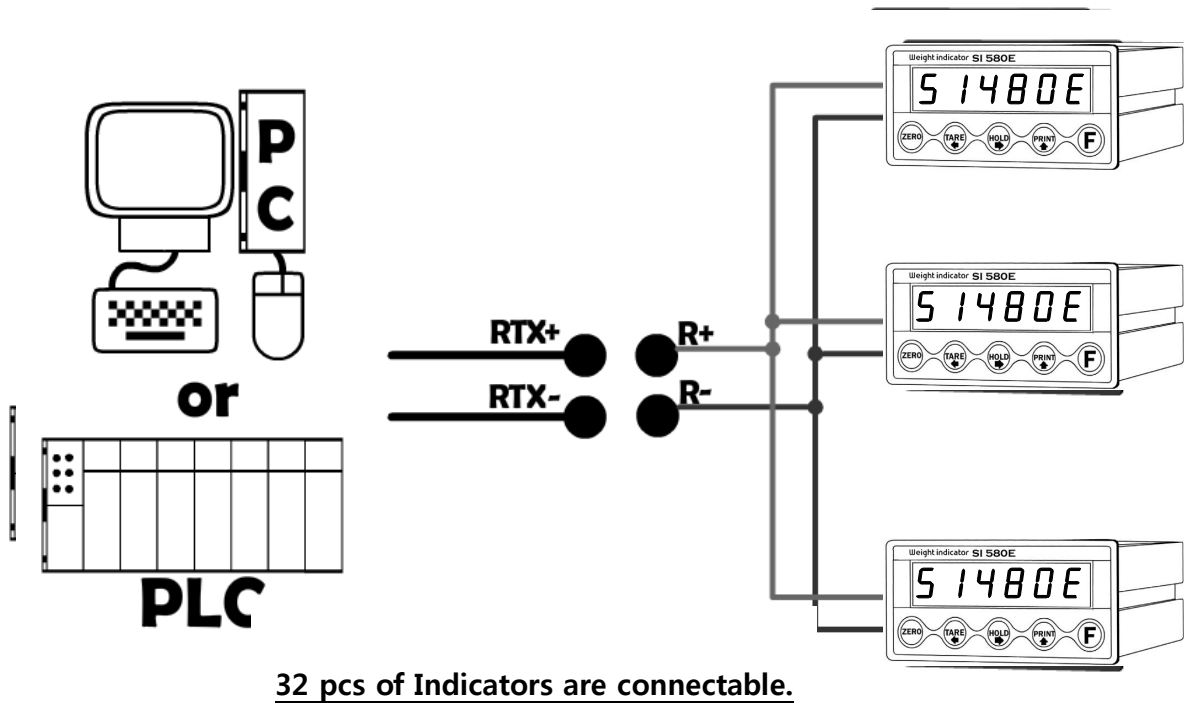 Weight indicator SI 580E
SI480E
ZERO TARE HOLD PRINT F
PC
Weight indicator SI 580E
SI480E
ZERO TARE HOLD PRINT F
RTX+ R+
or
RTX- R-
PLC
Weight indicator SI 580E
SI480E
ZERO TARE HOLD PRINT F
32 pcs of Indicators are connectable.